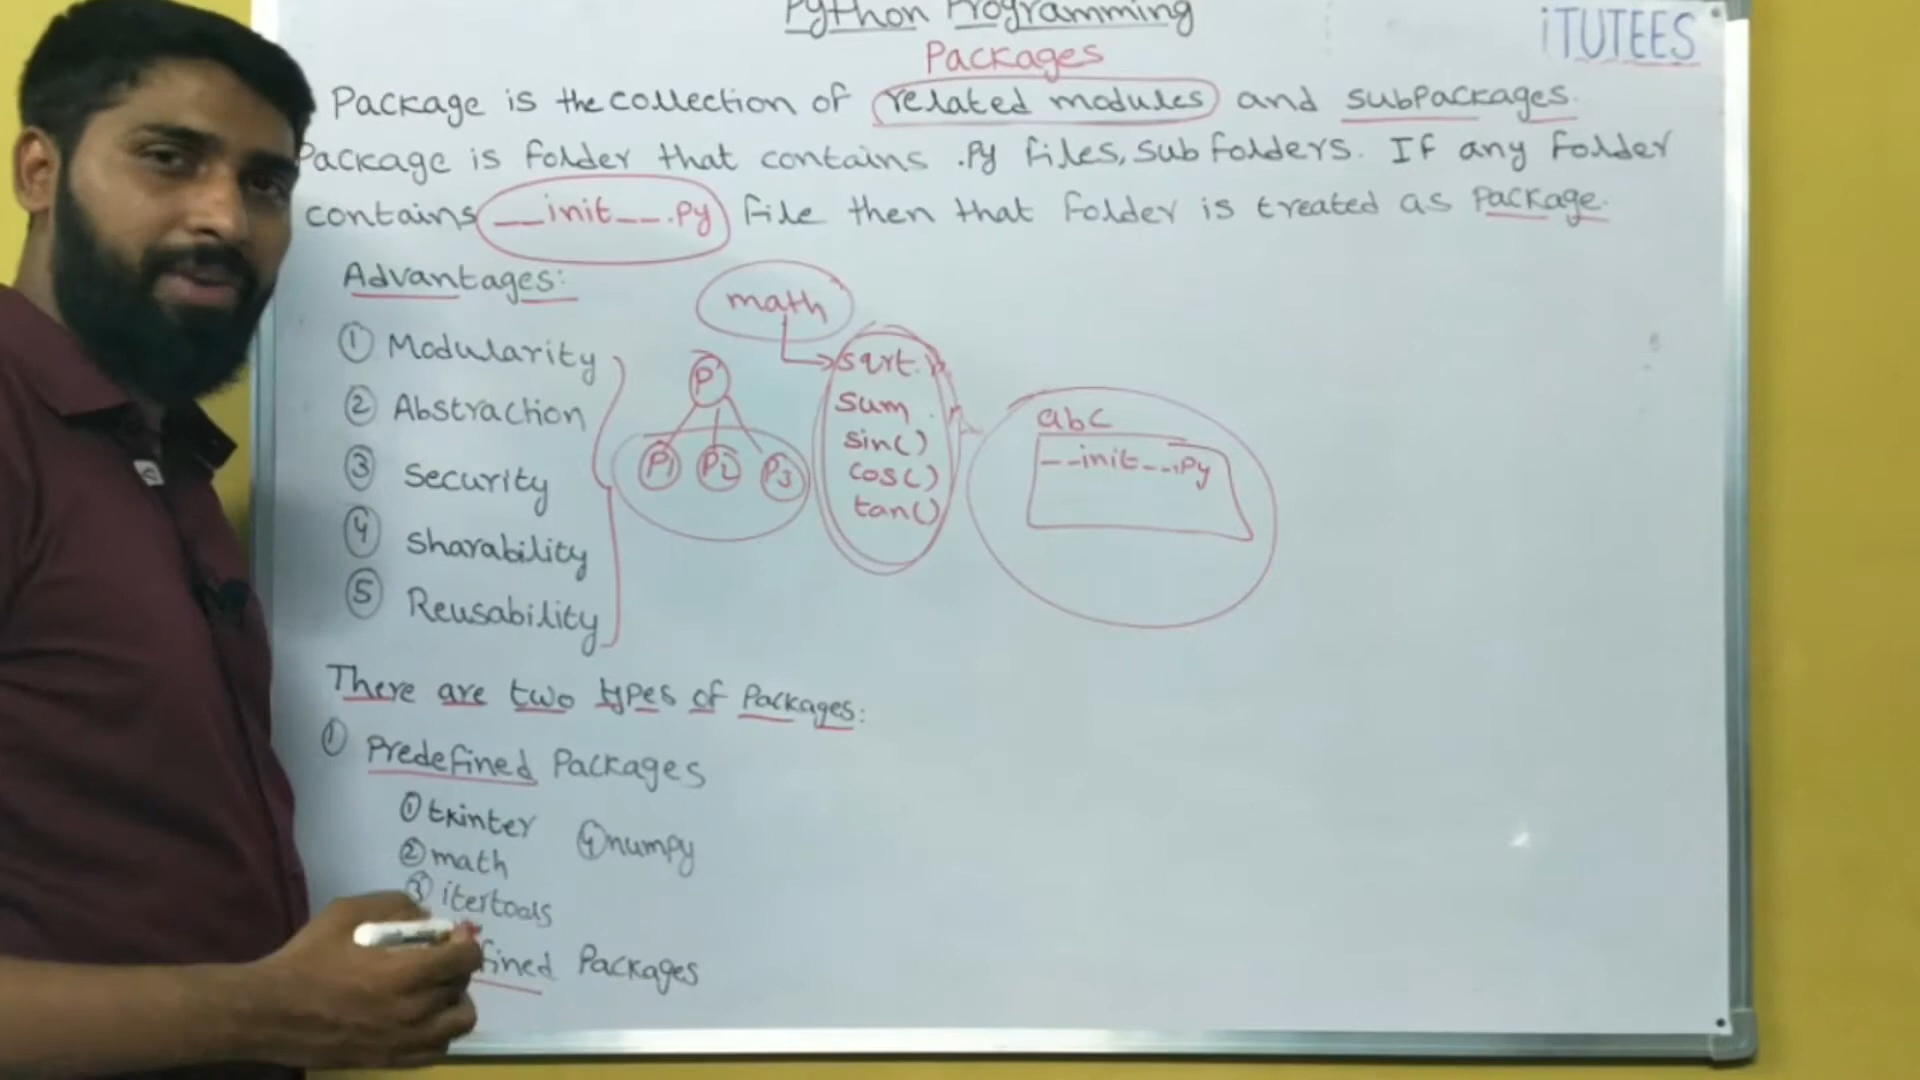 Python Programming
iTUTEES
Packages
Package is the collection of related modules and subpackages.
Package is folder that contains .Py files, sub folders. If any folder
contains __init__.py file then that folder is treated as package.
Advantages:
① Modularity
② Abstraction
③ Security
④ Sharability
⑤ Reusability
math
P
P1 P2 P3
sqrt()
sum
sin()
cos()
tan()
abc
__init__.py
There are two types of Packages:
① Predefined Packages
① tkinter ④ numpy
② math
③ itertools
fined Packages